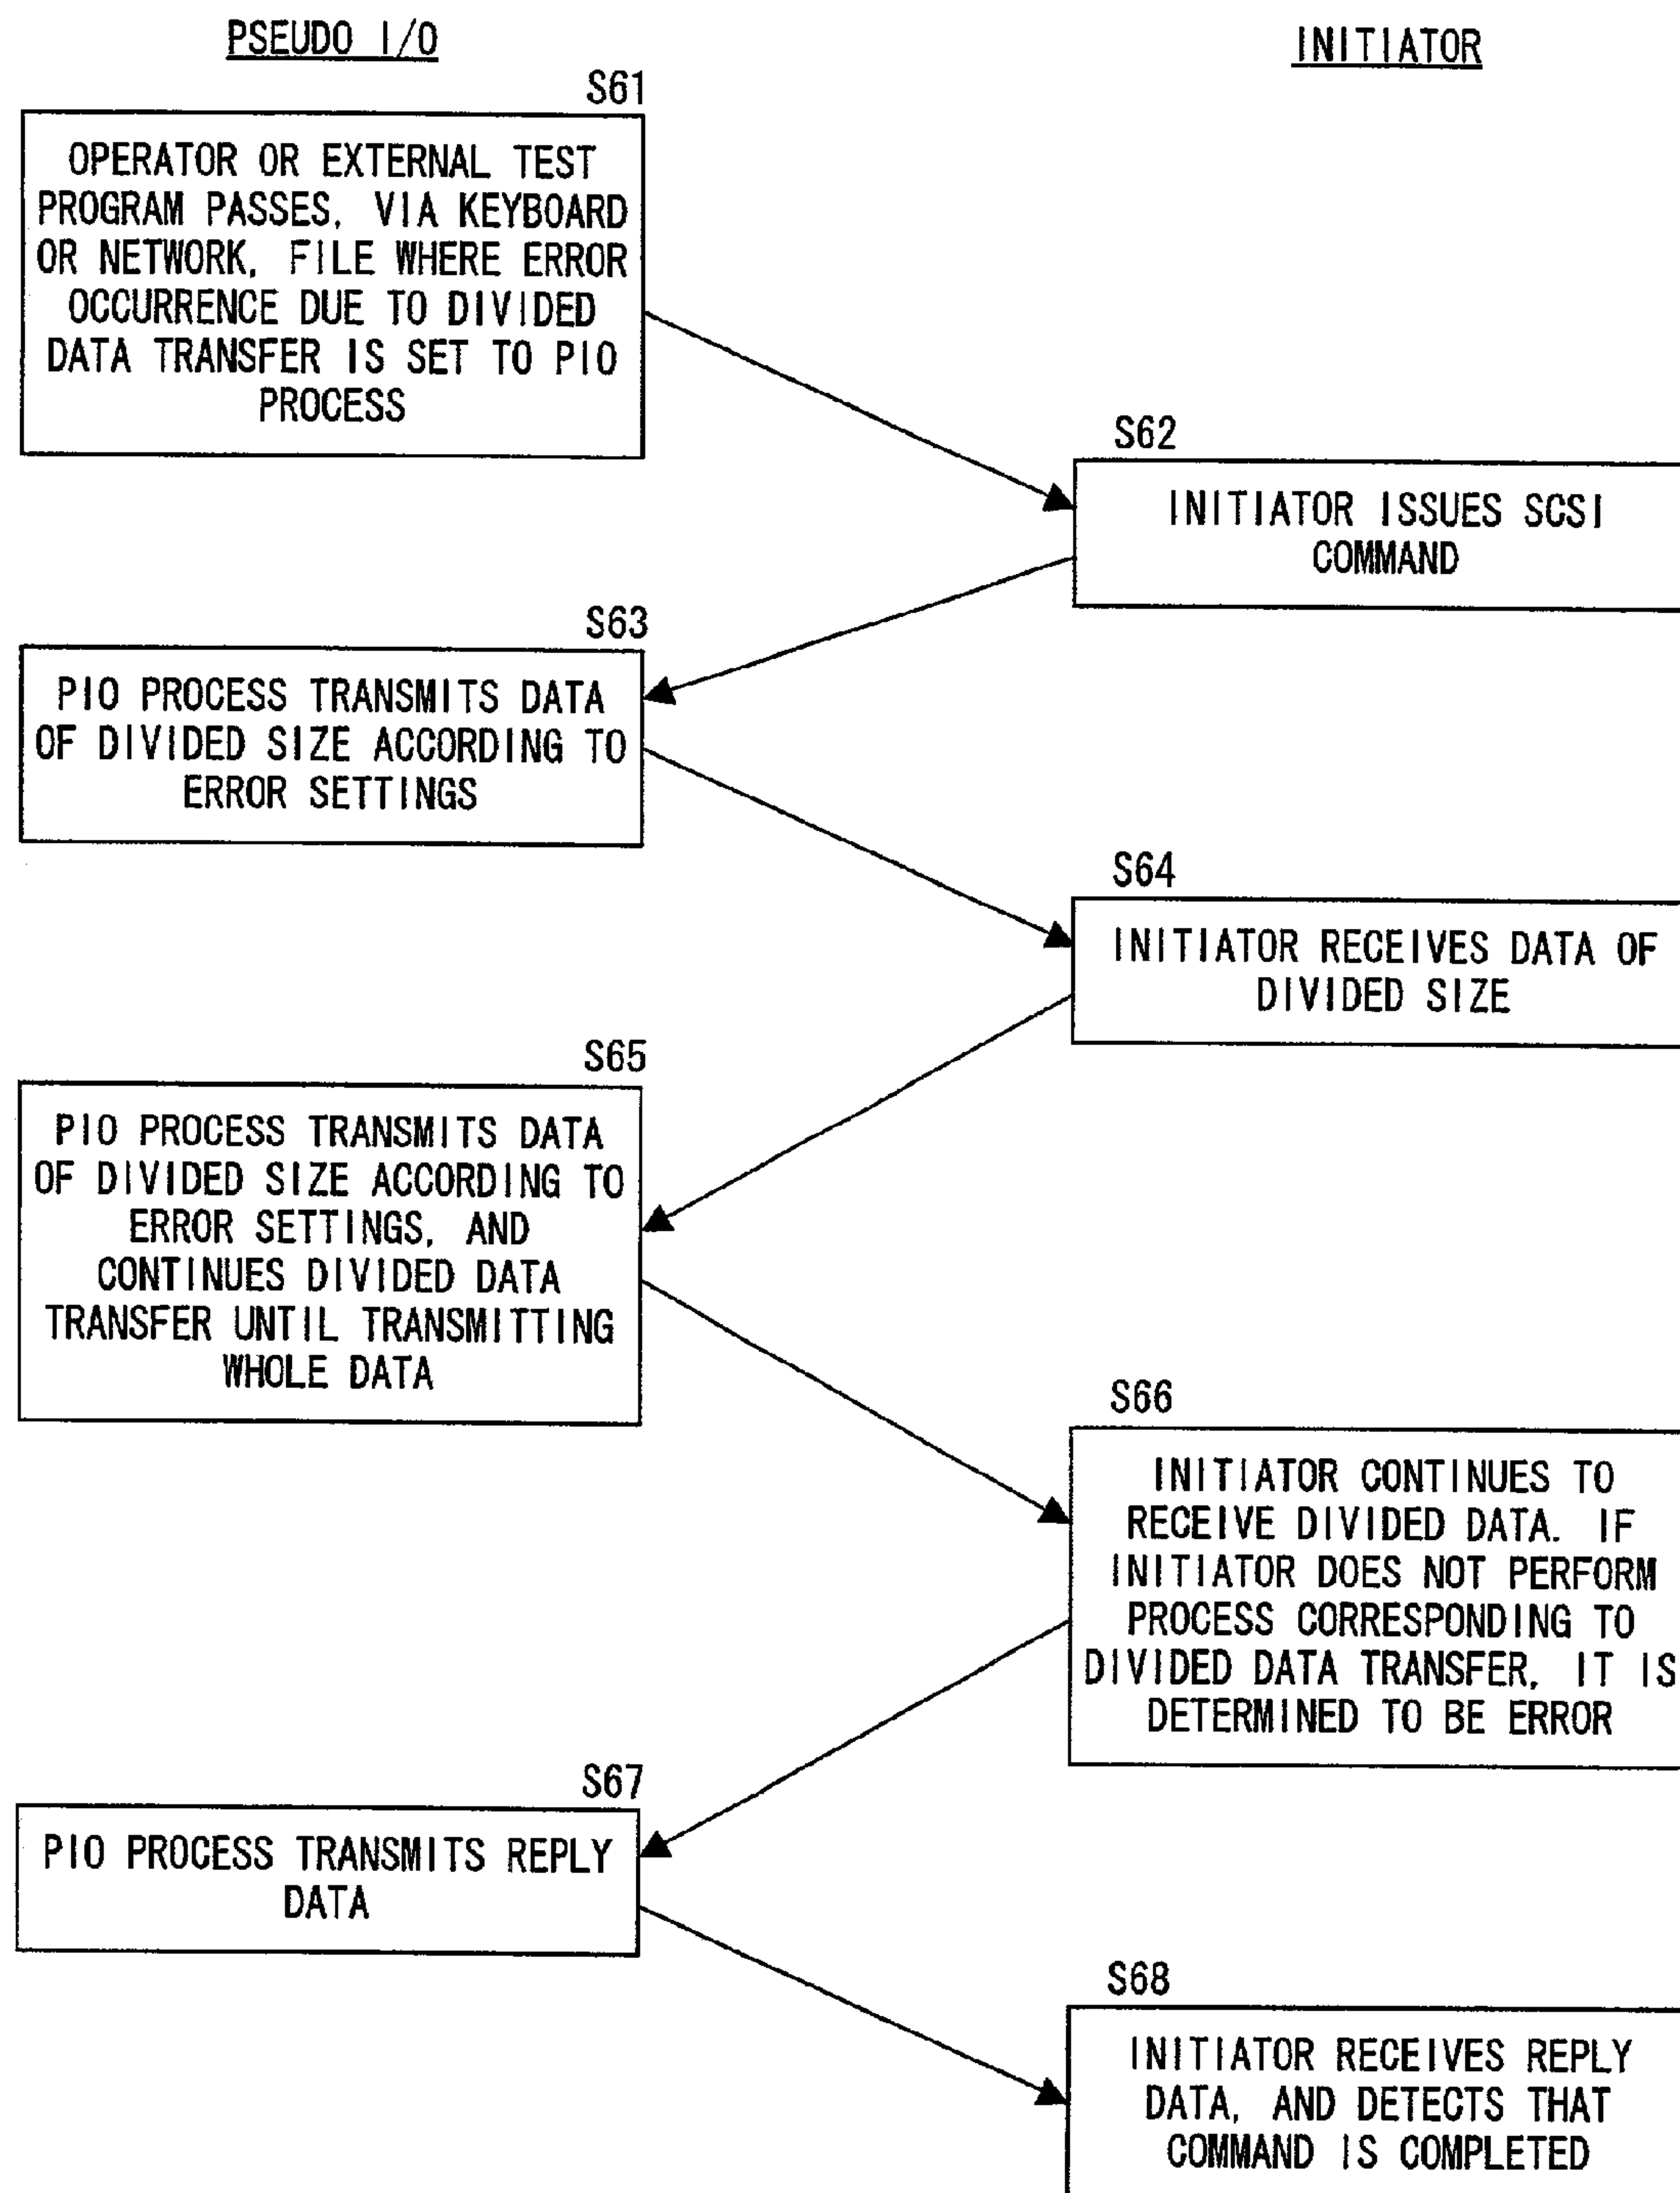 PSEUDO I/O
INITIATOR
S61
OPERATOR OR EXTERNAL TEST
PROGRAM PASSES, VIA KEYBOARD
OR NETWORK, FILE WHERE ERROR
OCCURRENCE DUE TO DIVIDED
DATA TRANSFER IS SET TO PIO
PROCESS
S62
INITIATOR ISSUES SCSI
COMMAND
S63
PIO PROCESS TRANSMITS DATA
OF DIVIDED SIZE ACCORDING TO
ERROR SETTINGS
S64
INITIATOR RECEIVES DATA OF
DIVIDED SIZE
S65
PIO PROCESS TRANSMITS DATA
OF DIVIDED SIZE ACCORDING TO
ERROR SETTINGS, AND
CONTINUES DIVIDED DATA
TRANSFER UNTIL TRANSMITTING
WHOLE DATA
S66
INITIATOR CONTINUES TO
RECEIVE DIVIDED DATA. IF
INITIATOR DOES NOT PERFORM
PROCESS CORRESPONDING TO
DIVIDED DATA TRANSFER, IT IS
DETERMINED TO BE ERROR
S67
PIO PROCESS TRANSMITS REPLY
DATA
S68
INITIATOR RECEIVES REPLY
DATA, AND DETECTS THAT
COMMAND IS COMPLETED